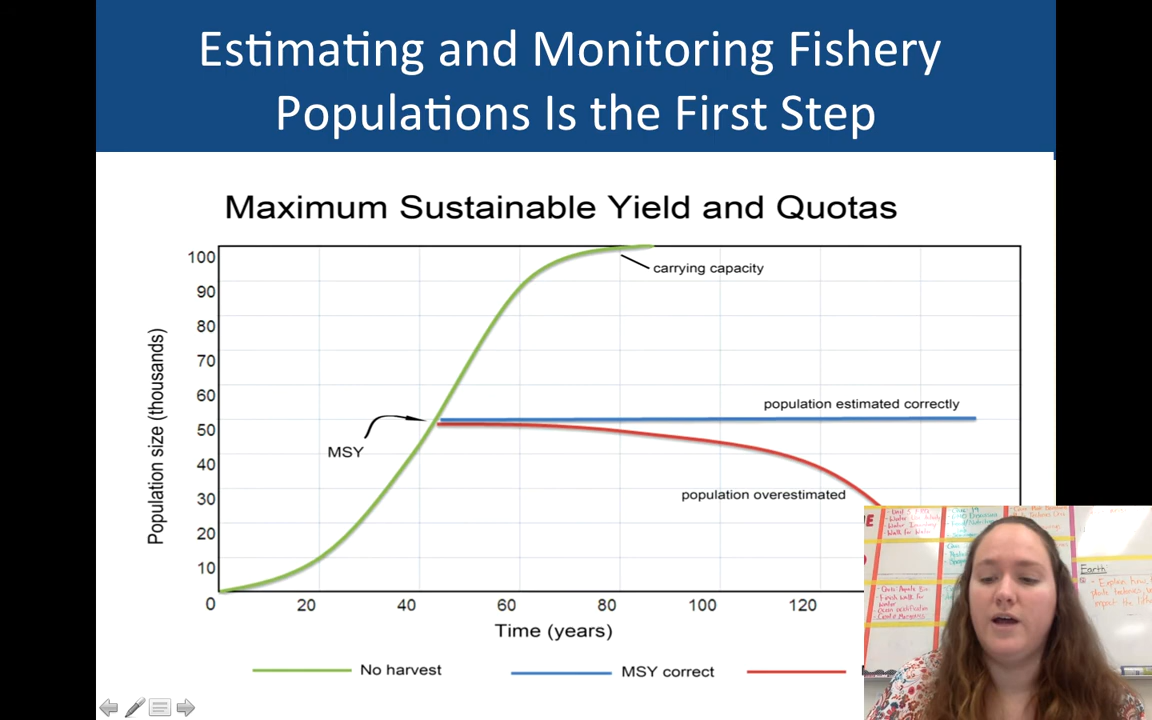 Estimating and Monitoring Fishery
Populations Is the First Step
Maximum Sustainable Yield and Quotas
100
carrying capacity
90
80
70
60
population estimated correctly
50
MSY
40
30
population overestimated
20
10
Population size (thousands)
0 20 40 60 80 100 120
Time (years)
No harvest
MSY correct
Earth